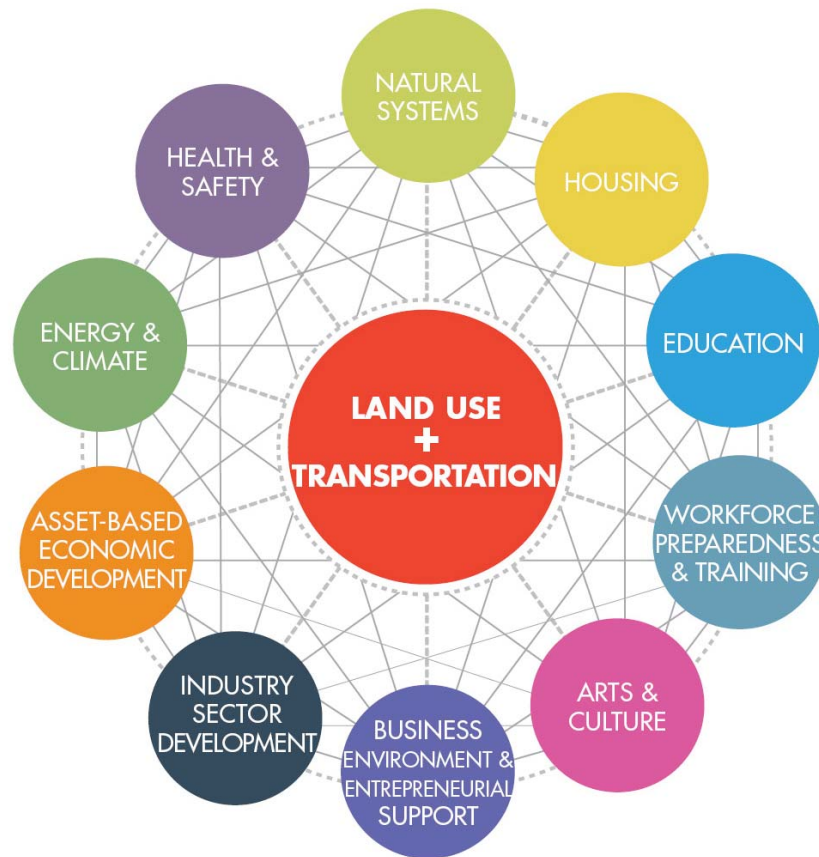 NATURAL
SYSTEMS
HOUSING
EDUCATION
WORKFORCE
PREPAREDNESS
& TRAINING
ARTS &
CULTURE
BUSINESS
ENVIRONMENT &
ENTREPRENEURIAL
SUPPORT
INDUSTRY
SECTOR
DEVELOPMENT
ASSET-BASED
ECONOMIC
DEVELOPMENT
ENERGY &
CLIMATE
HEALTH &
SAFETY
LAND USE
+
TRANSPORTATION